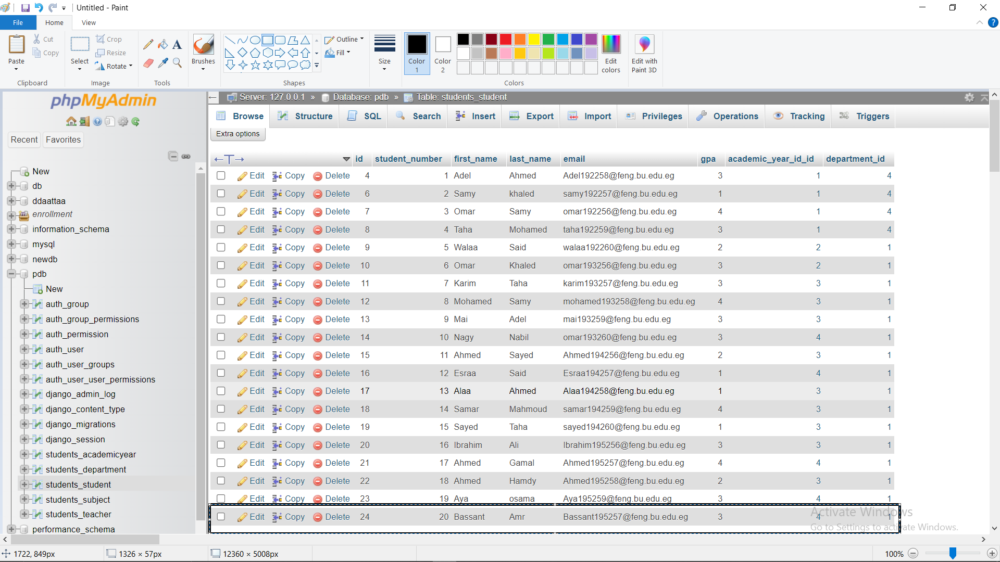 Untitled - Paint
File Home View
Paste Cut Copy Clipboard
Select Crop Resize Rotate Image
Tools
Brushes
Outline Fill Shapes
Size
Color 1 Color 2 Edit colors Colors
Edit with Paint 3D
phpMyAdmin
Recent Favorites
New
db
ddaattaa
enrollment
information_schema
mysql
newdb
pdb
New
auth_group
auth_group_permissions
auth_permission
auth_user
auth_user_groups
auth_user_user_permissions
django_admin_log
django_content_type
django_migrations
django_session
students_academicyear
students_department
students_student
students_subject
students_teacher
performance_schema
Server: 127.0.0.1 » Database: pdb » Table: students_student
Browse Structure SQL Search Insert Export Import Privileges Operations Tracking Triggers
Extra options
←T→ id student_number first_name last_name email gpa academic_year_id_id department_id
Edit Copy Delete 4 1 Adel Ahmed Adel192258@feng.bu.edu.eg 3 1 4
Edit Copy Delete 6 2 Samy khaled samy192257@feng.bu.edu.eg 1 1 4
Edit Copy Delete 7 3 Omar Samy omar192256@feng.bu.edu.eg 4 1 4
Edit Copy Delete 8 4 Taha Mohamed taha192259@feng.bu.edu.eg 3 1 4
Edit Copy Delete 9 5 Walaa Said walaa192260@feng.bu.edu.eg 2 2 1
Edit Copy Delete 10 6 Omar Khaled omar193256@feng.bu.edu.eg 3 2 1
Edit Copy Delete 11 7 Karim Taha karim193257@feng.bu.edu.eg 3 3 1
Edit Copy Delete 12 8 Mohamed Samy mohamed193258@feng.bu.edu.eg 4 3 1
Edit Copy Delete 13 9 Mai Adel mai193259@feng.bu.edu.eg 3 3 1
Edit Copy Delete 14 10 Nagy Nabil omar193260@feng.bu.edu.eg 3 4 1
Edit Copy Delete 15 11 Ahmed Sayed Ahmed194256@feng.bu.edu.eg 2 3 1
Edit Copy Delete 16 12 Esraa Said Esraa194257@feng.bu.edu.eg 1 4 1
Edit Copy Delete 17 13 Alaa Ahmed Alaa194258@feng.bu.edu.eg 1 3 1
Edit Copy Delete 18 14 Samar Mahmoud samar194259@feng.bu.edu.eg 4 3 1
Edit Copy Delete 19 15 Sayed Taha sayed194260@feng.bu.edu.eg 1 3 1
Edit Copy Delete 20 16 Ibrahim Ali Ibrahim195256@feng.bu.edu.eg 3 3 1
Edit Copy Delete 21 17 Ahmed Gamal Ahmed195257@feng.bu.edu.eg 4 4 1
Edit Copy Delete 22 18 Ahmed Hamdy Ahmed195258@feng.bu.edu.eg 2 3 1
Edit Copy Delete 23 19 Aya osama Aya195259@feng.bu.edu.eg 3 4 1
Edit Copy Delete 24 20 Bassant Amr Bassant195257@feng.bu.edu.eg 3 4 1
Activate Windows
Go to Settings to activate Windows.
1722, 849px 1326 × 57px 12360 × 5008px 100%